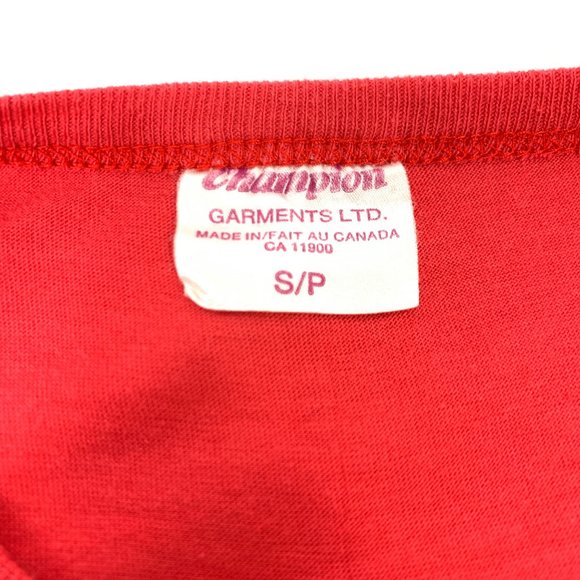 Champion
GARMENTS LTD.
MADE IN/FAIT AU CANADA
CA 11900
S/P